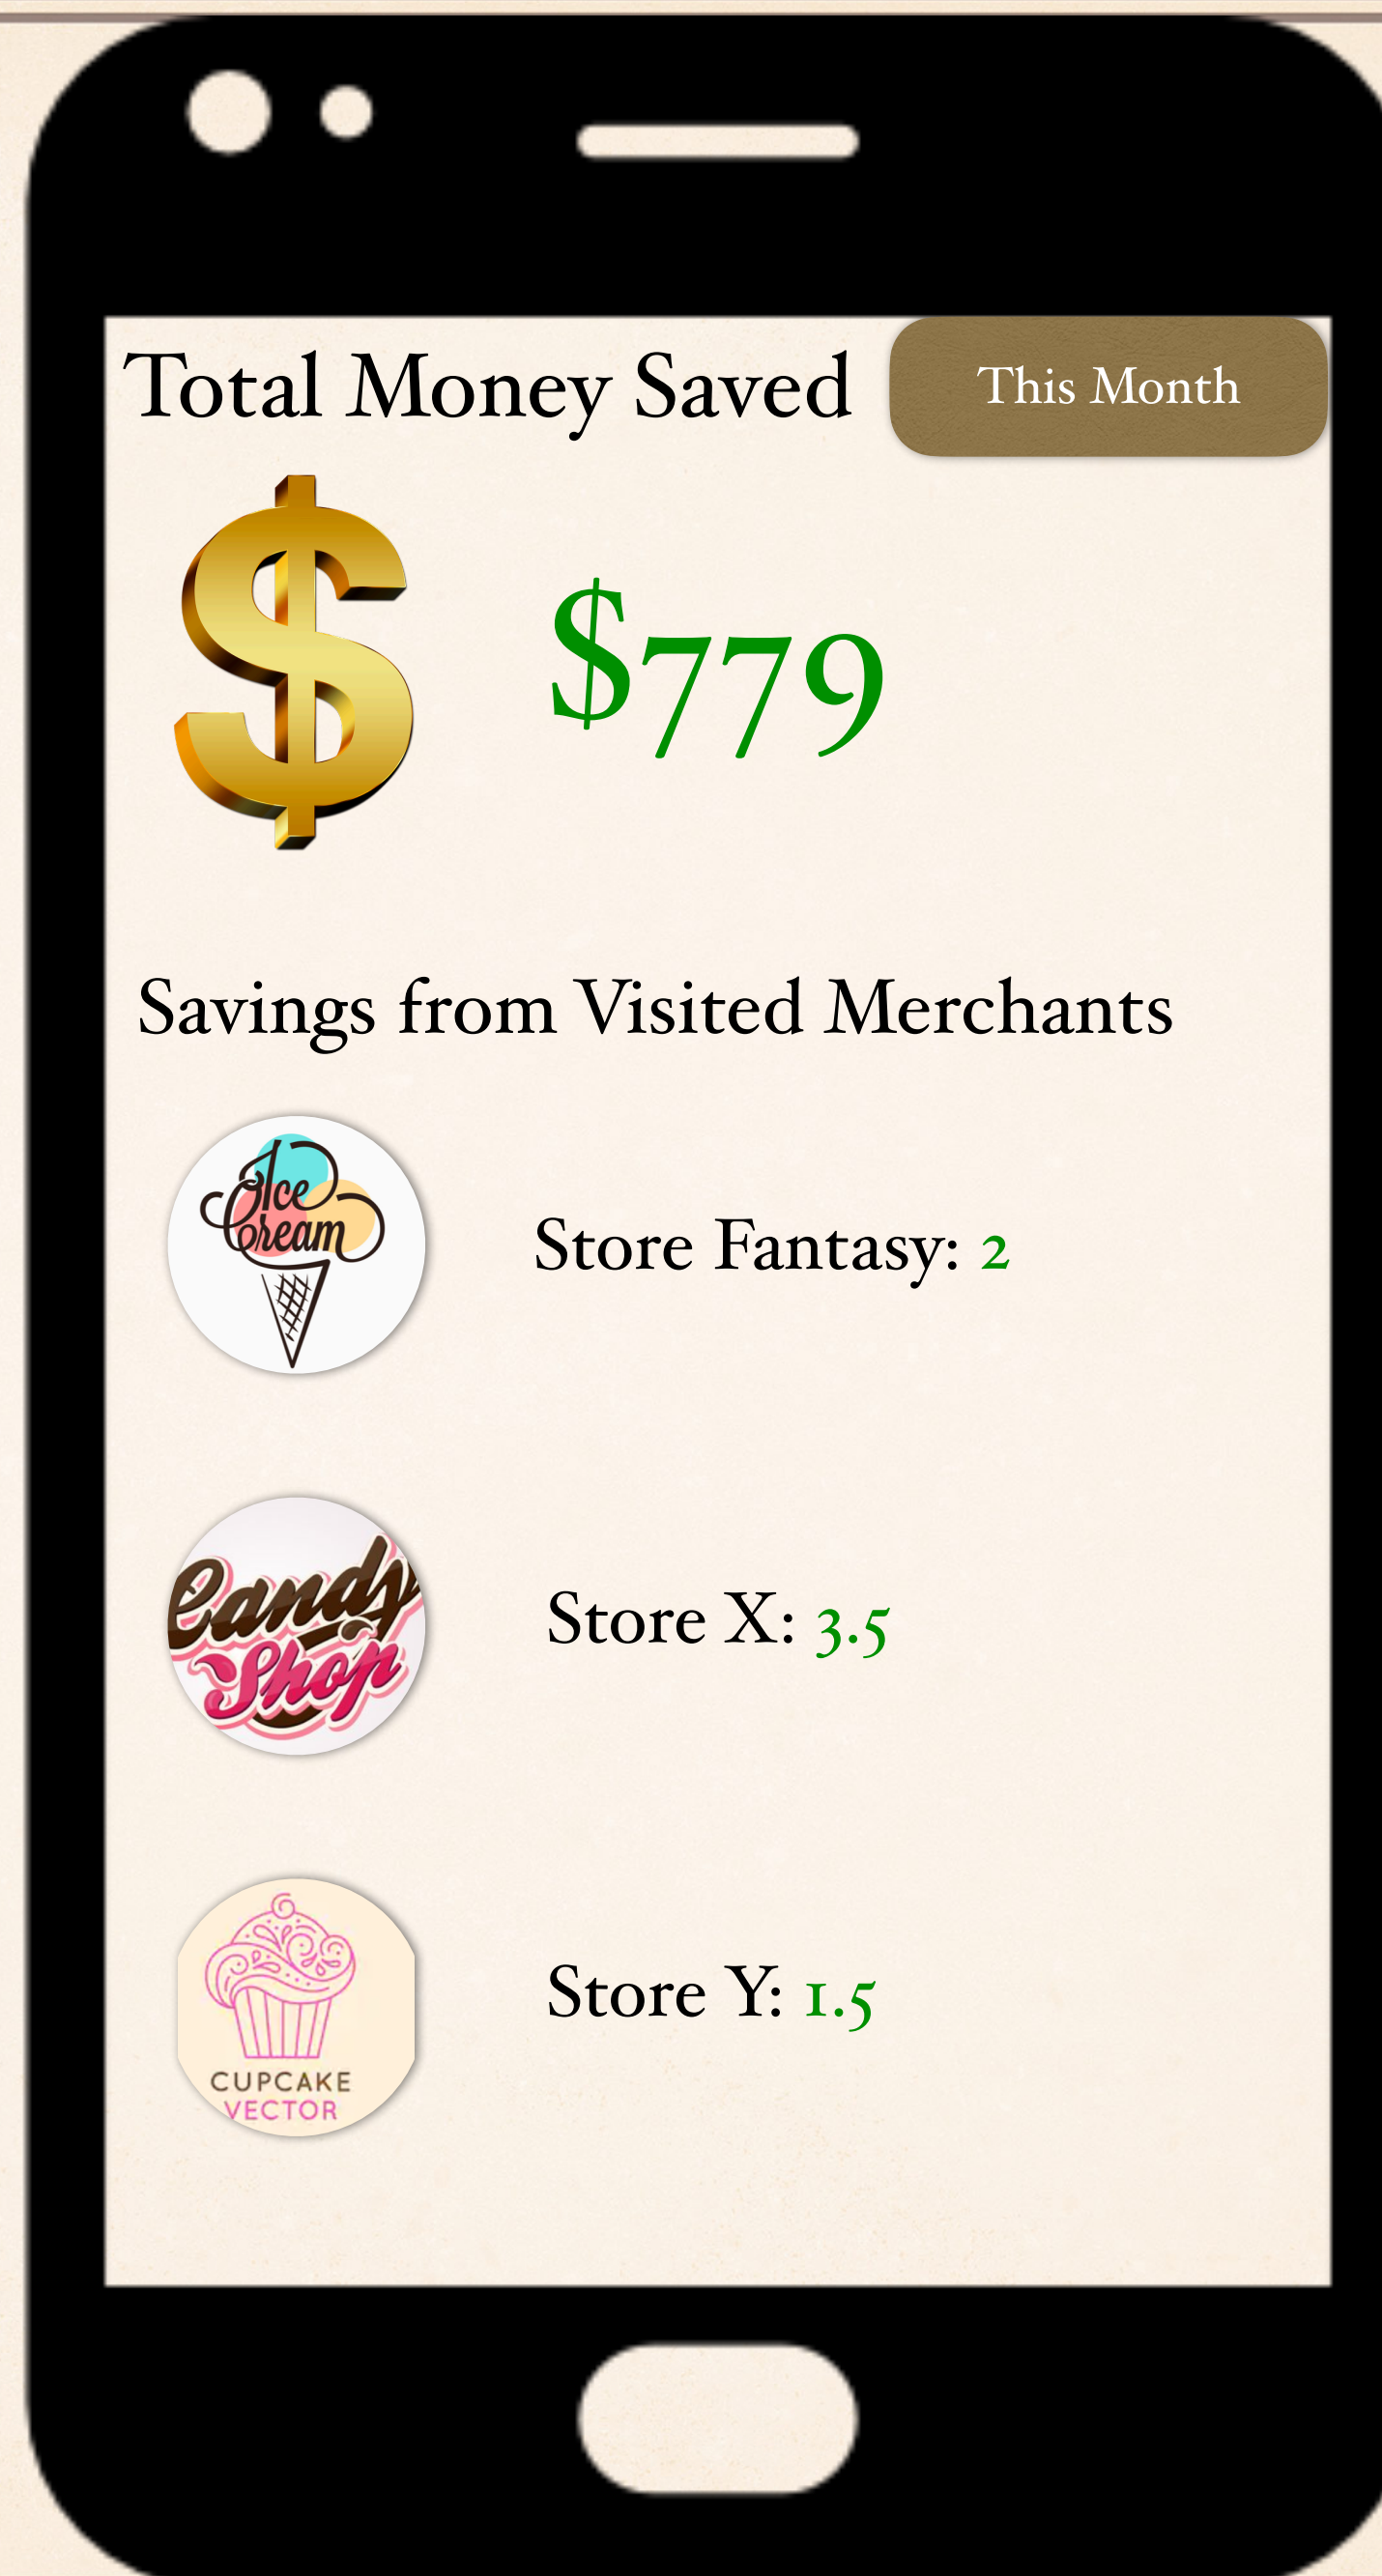 Total Money Saved
This Month
$779
Savings from Visited Merchants
Ice
Cream
Store Fantasy: 2
Candy
Shop
Store X: 3.5
Store Y: 1.5
CUPCAKE
VECTOR